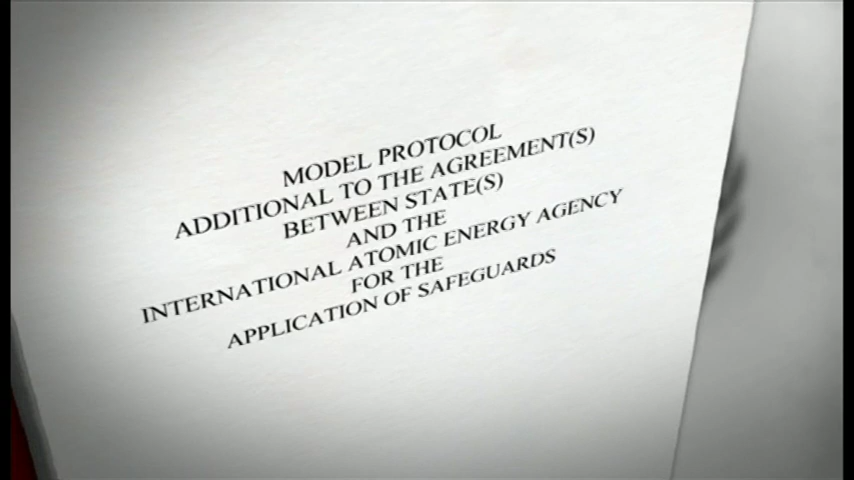 MODEL PROTOCOL
ADDITIONAL TO THE AGREEMENT(S)
BETWEEN STATE(S)
AND THE
INTERNATIONAL ATOMIC ENERGY AGENCY
FOR THE
APPLICATION OF SAFEGUARDS